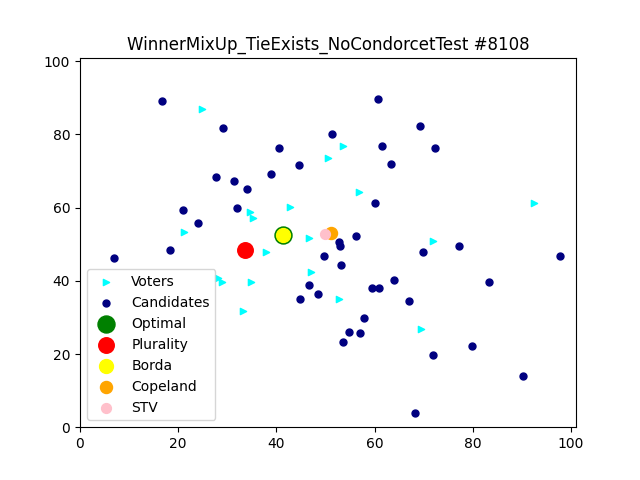 WinnerMixUp_TieExists_NoCondorcetTest #8108
100
80
60
40
20
0
Voters
Candidates
Optimal
Plurality
Borda
Copeland
STV
0 20 40 60 80 100